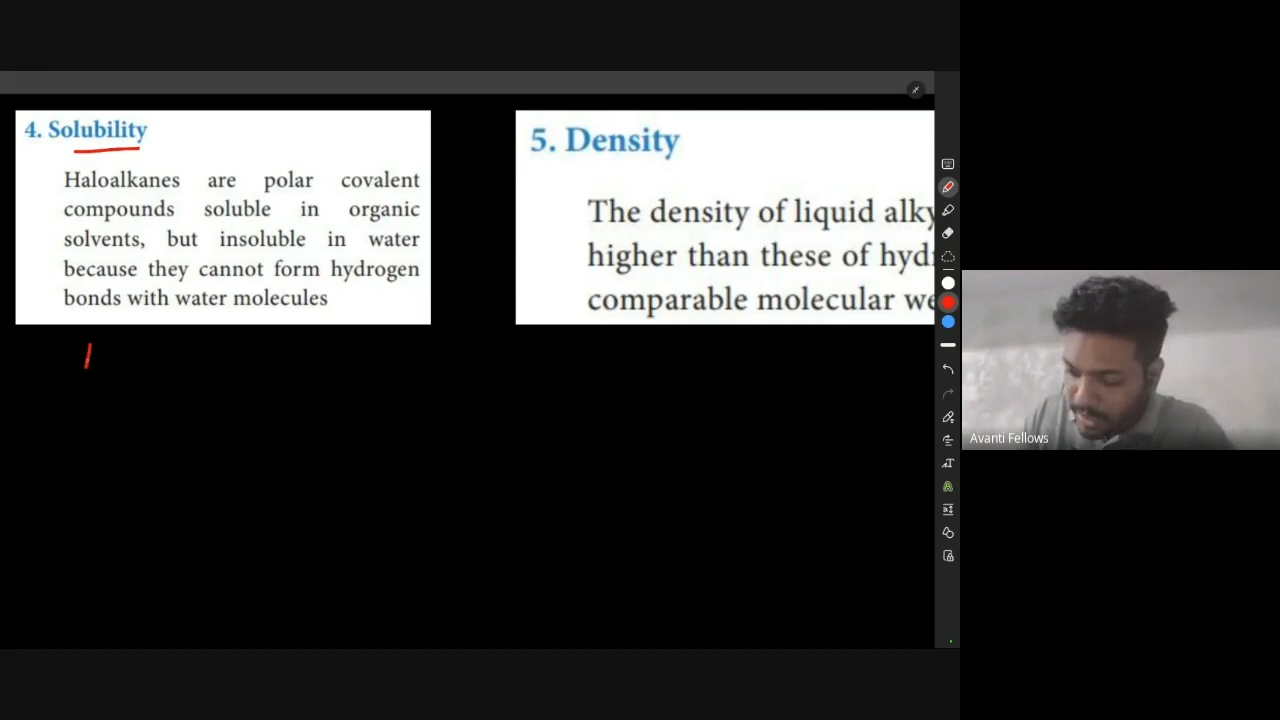 4. Solubility
Haloalkanes are polar covalent
compounds soluble in organic
solvents, but insoluble in water
because they cannot form hydrogen
bonds with water molecules
5. Density
The density of liquid alky
higher than these of hyd
comparable molecular we
Avanti Fellows